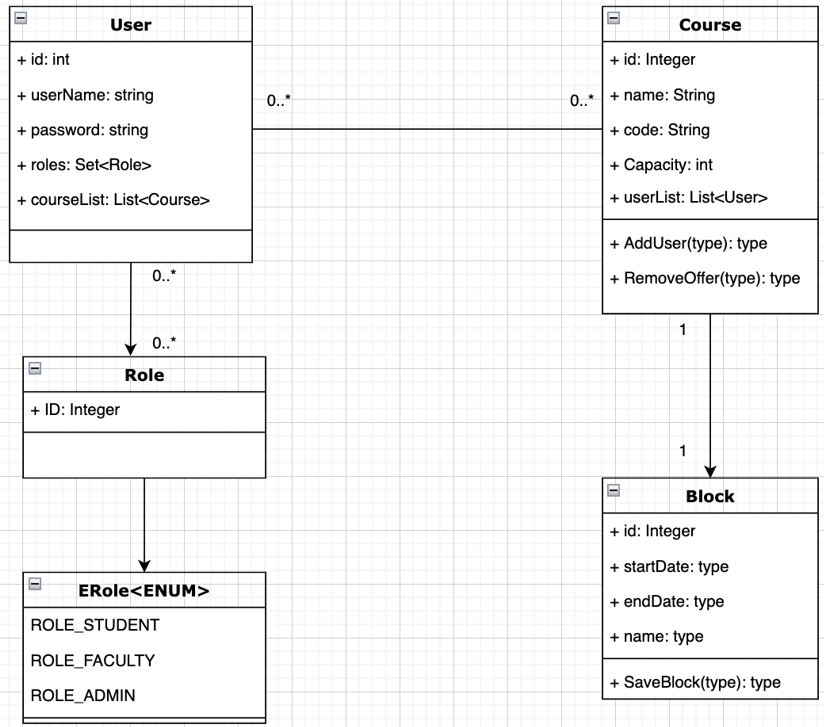 User
+ id: int
+ userName: string
+ password: string
+ roles: Set<Role>
+ courseList: List<Course>
Course
+ id: Integer
+ name: String
+ code: String
+ Capacity: int
+ userList: List<User>
+ AddUser(type): type
+ RemoveOffer(type): type
0..*
0..*
0..*
0..*
Role
+ ID: Integer
1
1
ERole<ENUM>
ROLE_STUDENT
ROLE_FACULTY
ROLE_ADMIN
Block
+ id: Integer
+ startDate: type
+ endDate: type
+ name: type
+ SaveBlock(type): type